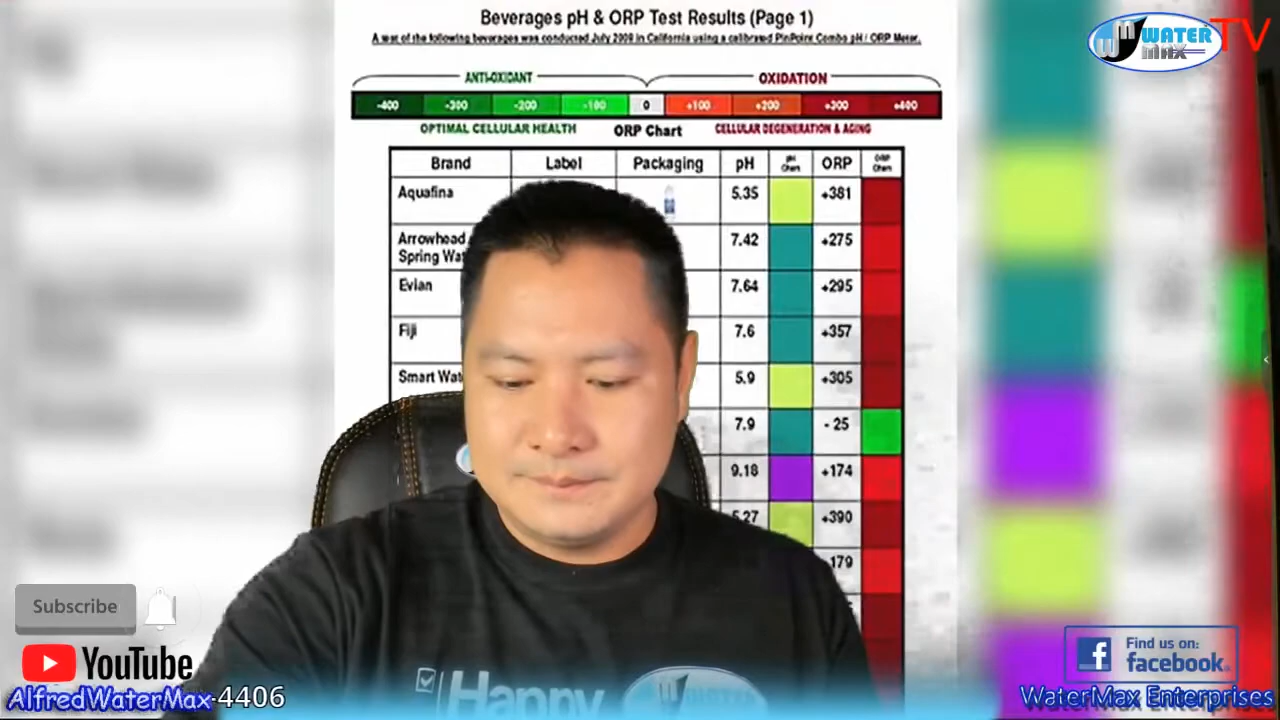 Beverages pH & ORP Test Results (Page 1)
A test of the following beverages was conducted July 2009 in California using a calibrated PinPoint Combo pH / ORP Meter.
WATER MAX TV
ANTI-OXIDANT OXIDATION
-400 -300 -200 -100 0 +100 +200 +300 +400
OPTIMAL CELLULAR HEALTH ORP Chart CELLULAR DEGENERATION & AGING
Brand Label Packaging pH pH Chart ORP ORP Chart
Aquafina 5.35 +381
Arrowhead 7.42 +275
Spring
Evian 7.64 +295
Fiji 7.6 +357
Smart 5.9 +305
7.9 - 25
9.18 +174
5.27 +390
179
Subscribe
YouTube
AlfredWaterMax -4406
Happy WATER
Find us on:
facebook
WaterMax Enterprises